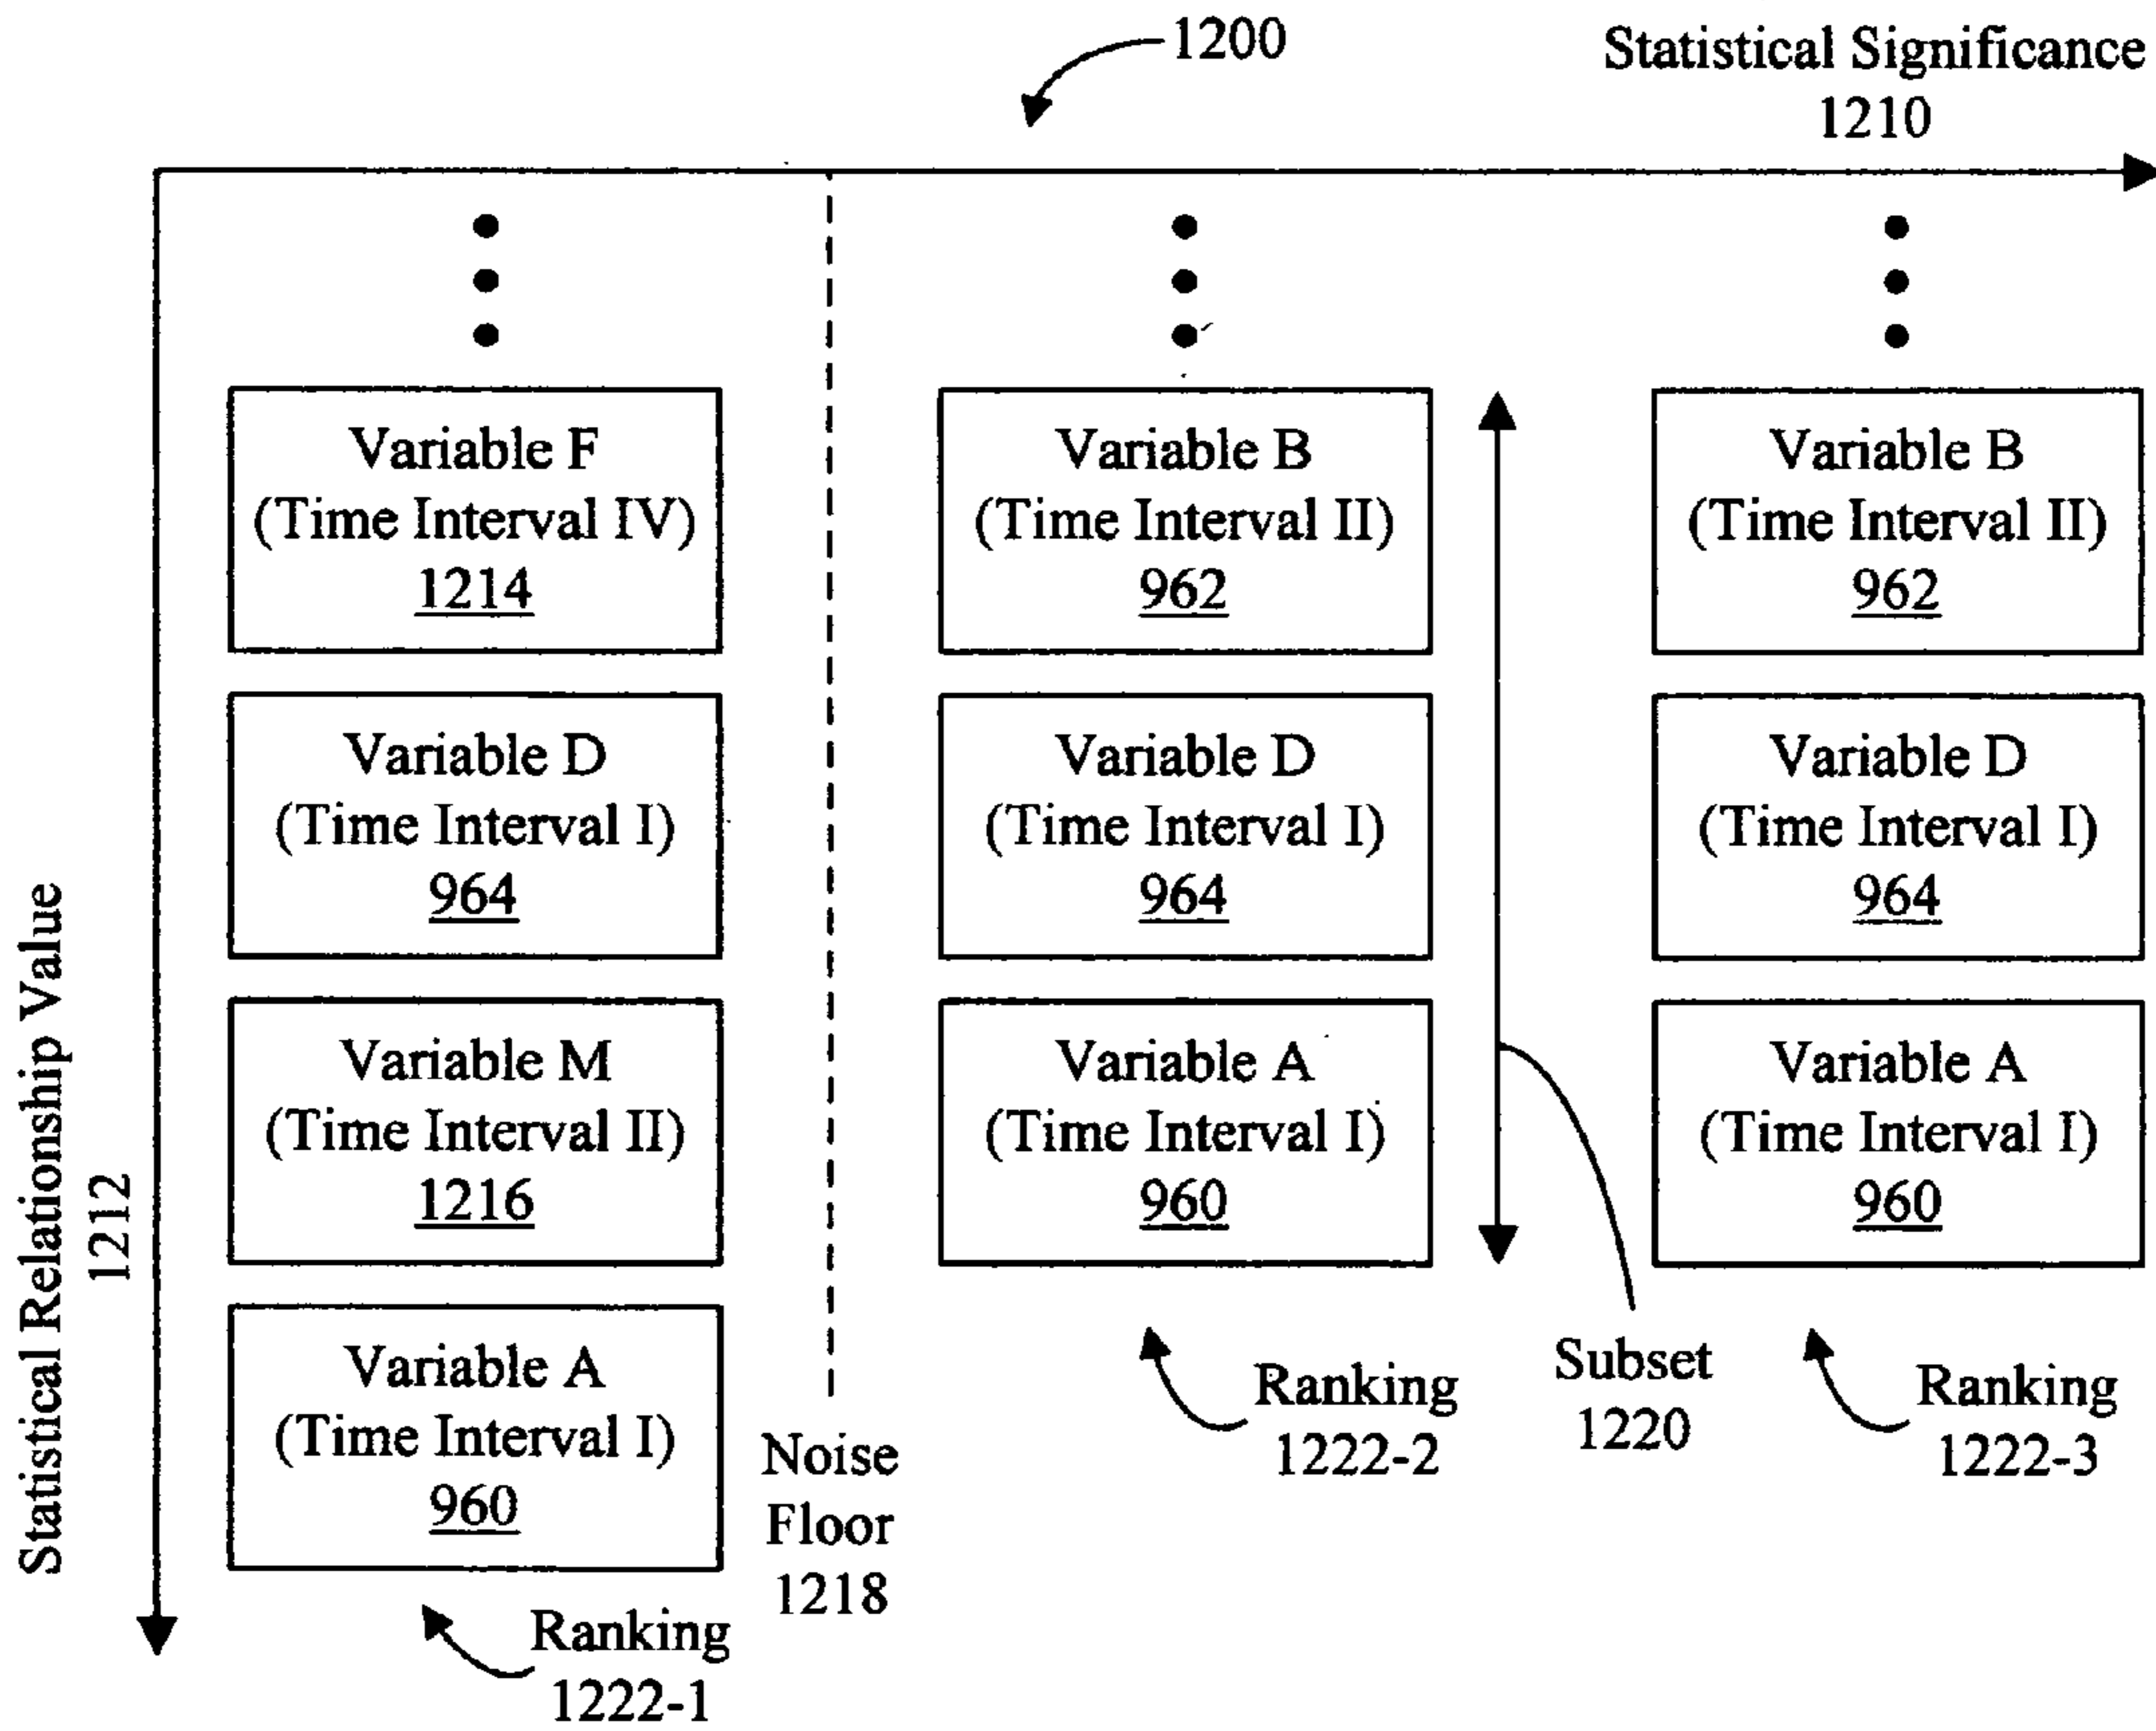 1200
Statistical Significance
1210
Variable F
(Time Interval IV)
1214
Variable D
(Time Interval I)
964
Variable M
(Time Interval II)
1216
Variable A
(Time Interval I)
960
Ranking
1222-1
Statistical Relationship Value
1212
Noise
Floor
1218
Variable B
(Time Interval II)
962
Variable D
(Time Interval I)
964
Variable A
(Time Interval I)
960
Ranking
1222-2
Subset
1220
Variable B
(Time Interval II)
962
Variable D
(Time Interval I)
964
Variable A
(Time Interval I)
960
Ranking
1222-3